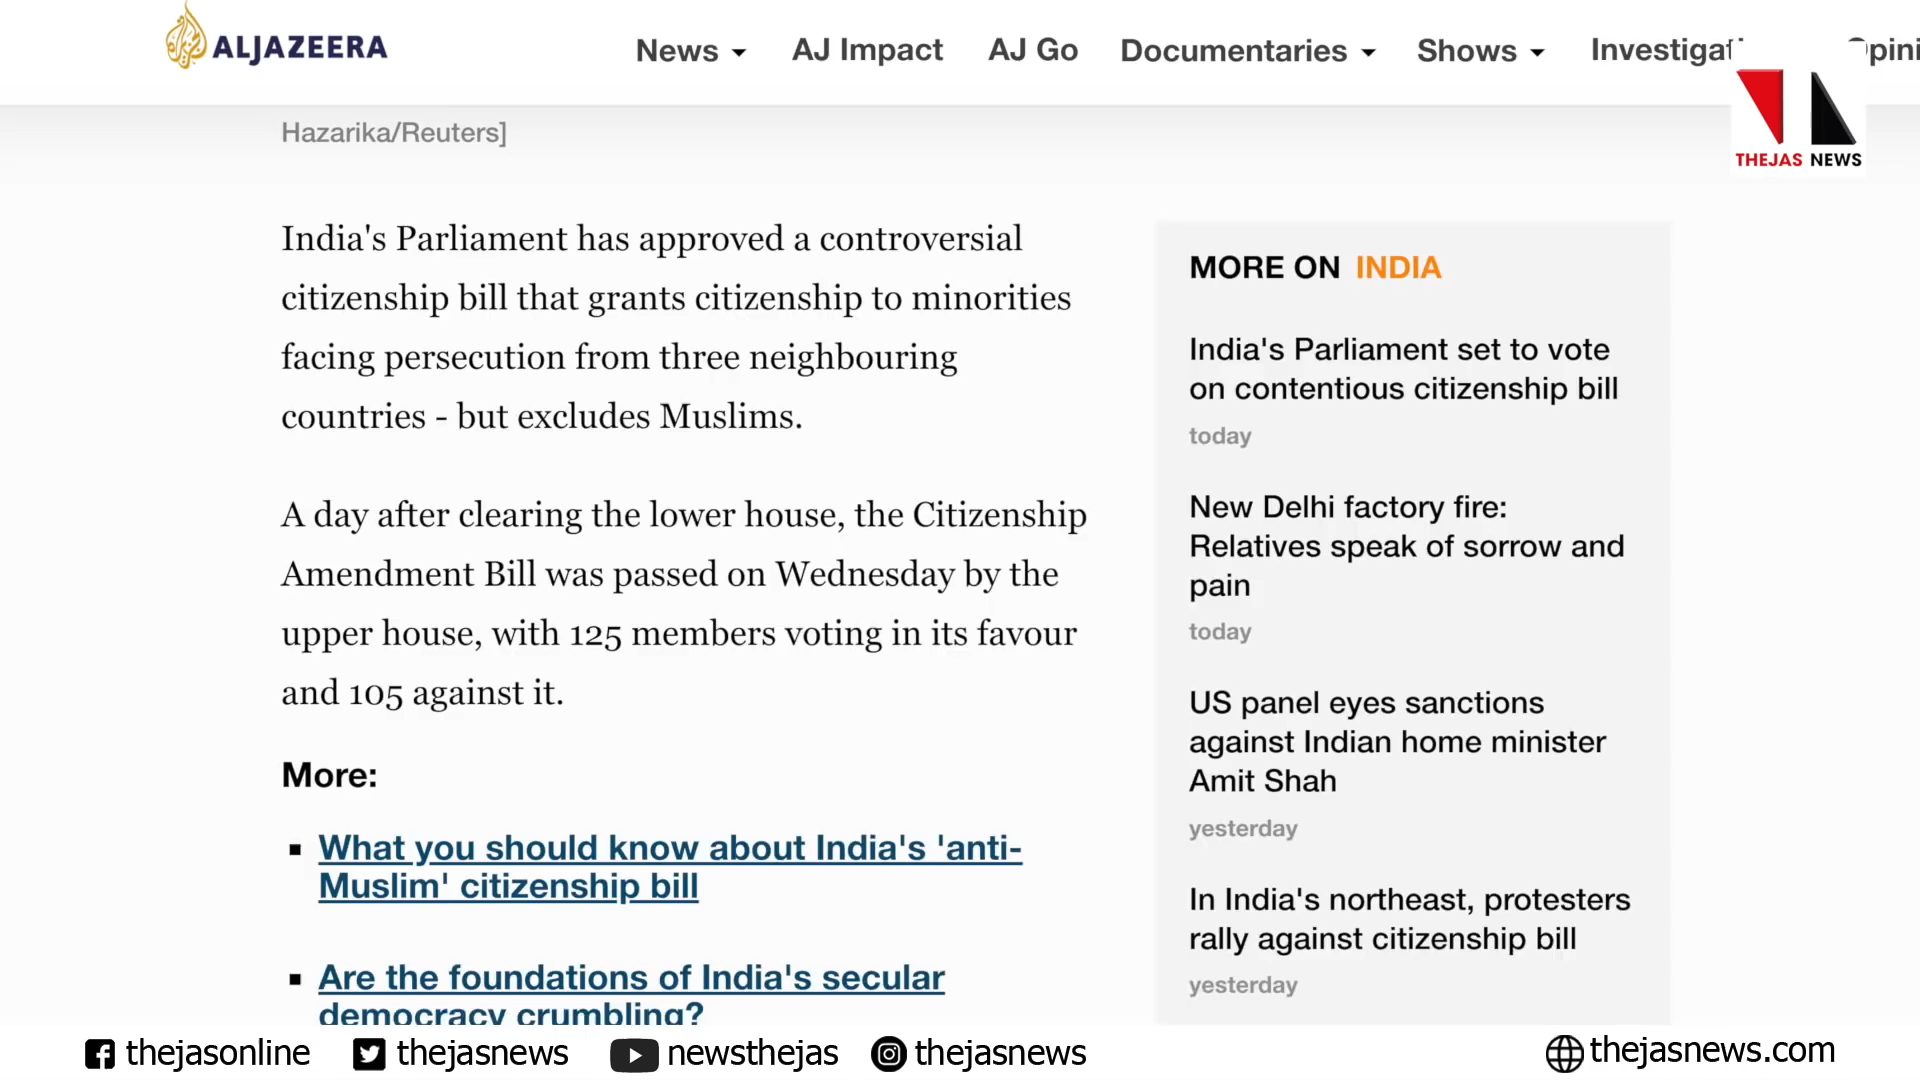 ALJAZEERA
News
AJ Impact
AJ Go
Documentaries
Shows
Investigati
Opini
THEJAS NEWS
Hazarika/Reuters]
India's Parliament has approved a controversial
citizenship bill that grants citizenship to minorities
facing persecution from three neighbouring
countries - but excludes Muslims.
A day after clearing the lower house, the Citizenship
Amendment Bill was passed on Wednesday by the
upper house, with 125 members voting in its favour
and 105 against it.
More:
▪ What you should know about India's 'anti-
Muslim' citizenship bill
▪ Are the foundations of India's secular
democracy crumbling?
MORE ON INDIA
India's Parliament set to vote
on contentious citizenship bill
today
New Delhi factory fire:
Relatives speak of sorrow and
pain
today
US panel eyes sanctions
against Indian home minister
Amit Shah
yesterday
In India's northeast, protesters
rally against citizenship bill
yesterday
thejasonline
thejasnews
newsthejas
thejasnews
thejasnews.com